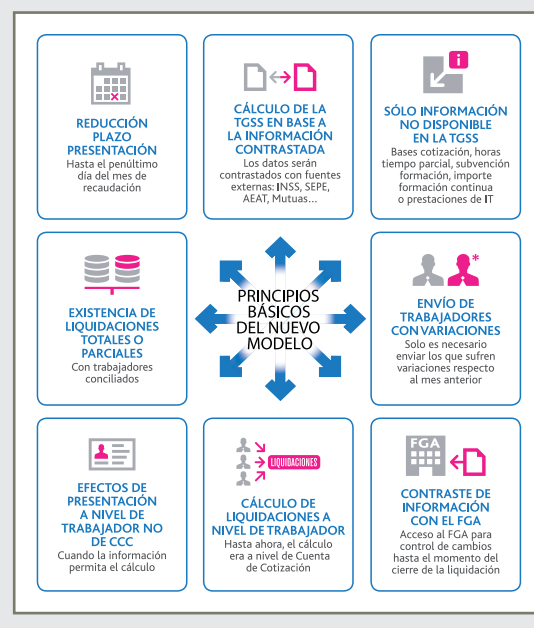 REDUCCIÓN
PLAZO
PRESENTACIÓN
Hasta el penúltimo
día del mes de
recaudación
CÁLCULO DE LA
TGSS EN BASE A
LA INFORMACIÓN
CONTRASTADA
Los datos serán
contrastados con fuentes
externas: INSS, SEPE,
AEAT, Mutuas...
i
SÓLO INFORMACIÓN
NO DISPONIBLE
EN LA TGSS
Bases cotización, horas
tiempo parcial, subvención
formación, importe
formación continua
o prestaciones de IT
EXISTENCIA DE
LIQUIDACIONES
TOTALES O
PARCIALES
Con trabajadores
conciliados
PRINCIPIOS
BÁSICOS
DEL NUEVO
MODELO
*
ENVÍO DE
TRABAJADORES
CON VARIACIONES
Solo es necesario
enviar los que sufren
variaciones respecto
al mes anterior
EFECTOS DE
PRESENTACIÓN
A NIVEL DE
TRABAJADOR NO
DE CCC
Cuando la información
permita el cálculo
LIQUIDACIONES
CÁLCULO DE
LIQUIDACIONES A
NIVEL DE TRABAJADOR
Hasta ahora, el cálculo
era a nivel de Cuenta
de Cotización
FGA
CONTRASTE DE
INFORMACIÓN
CON EL FGA
Acceso al FGA para
control de cambios
hasta el momento del
cierre de la liquidación